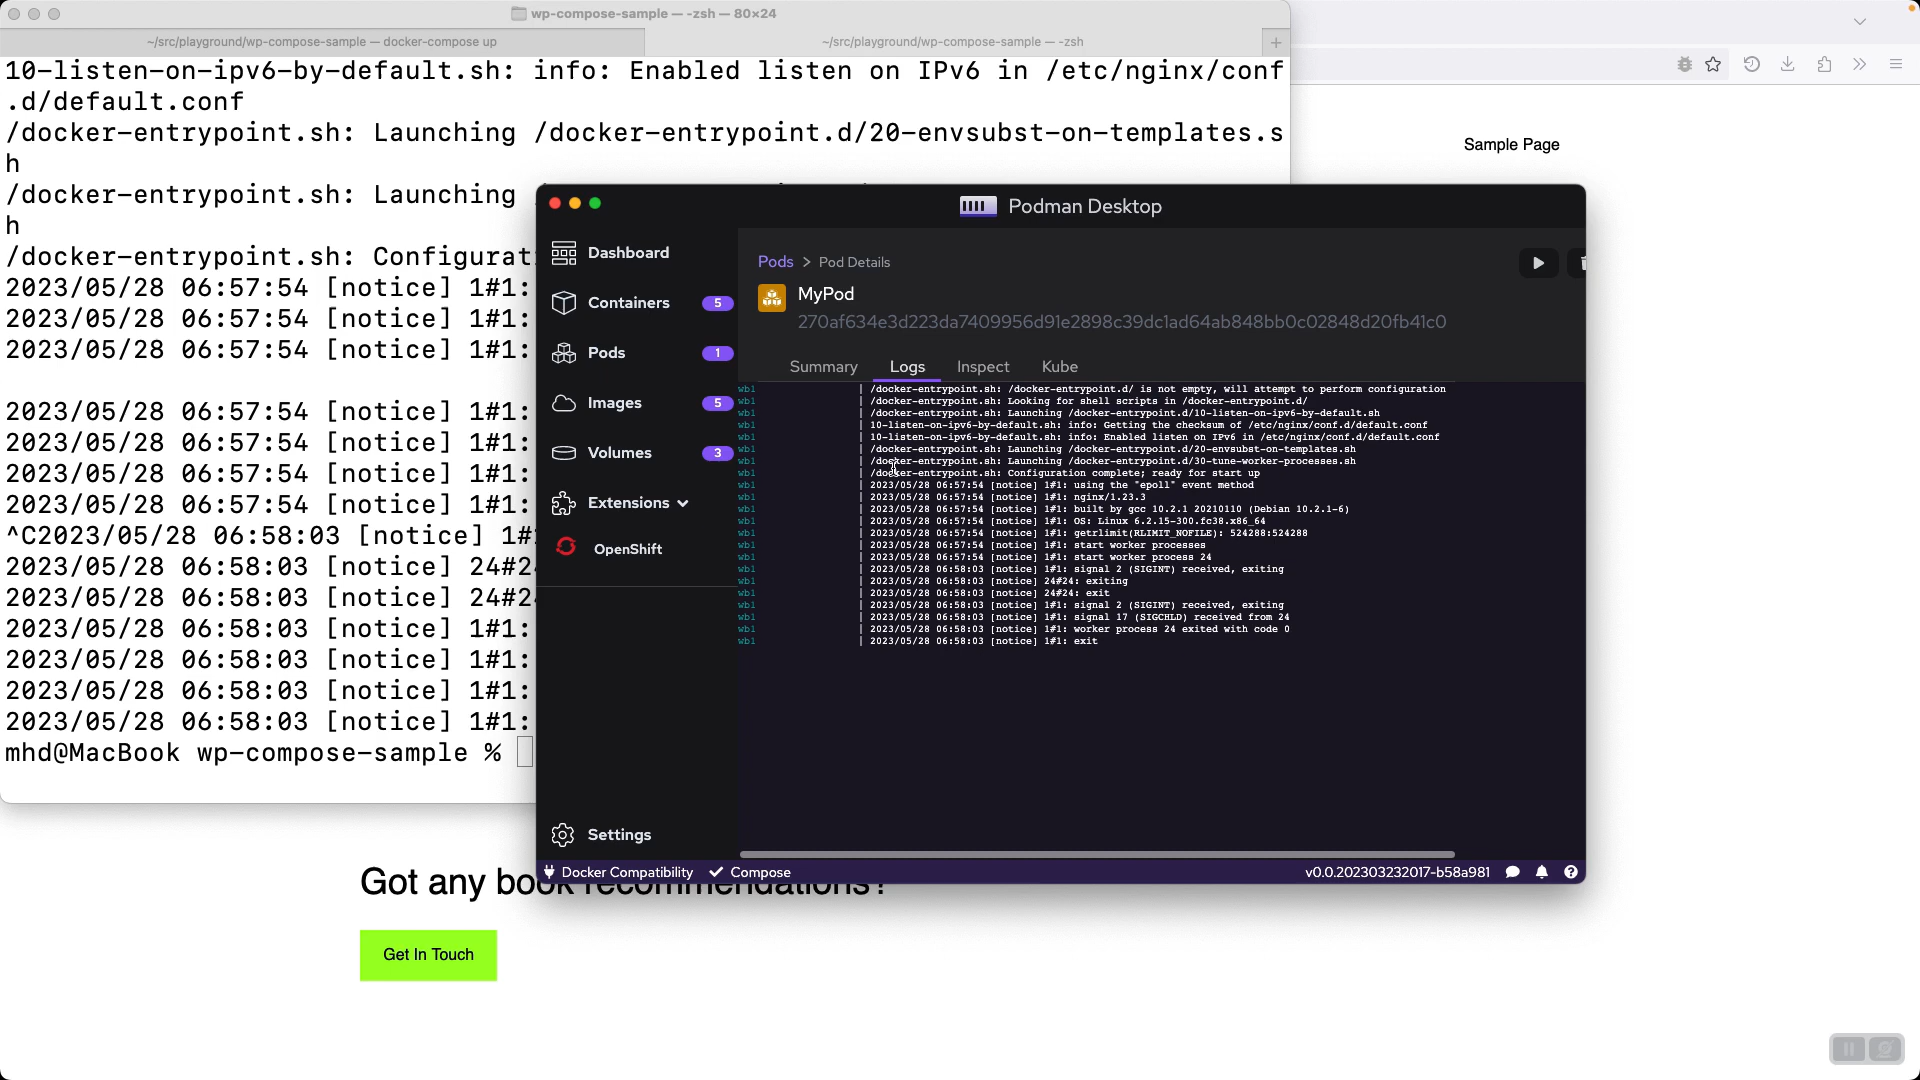 wp-compose-sample — -zsh — 80×24
~/src/playground/wp-compose-sample — docker-compose up
~/src/playground/wp-compose-sample — -zsh
10-listen-on-ipv6-by-default.sh: info: Enabled listen on IPv6 in /etc/nginx/conf
.d/default.conf
/docker-entrypoint.sh: Launching /docker-entrypoint.d/20-envsubst-on-templates.s
h
/docker-entrypoint.sh: Launching
h
/docker-entrypoint.sh: Configurat
2023/05/28 06:57:54 [notice] 1#1:
2023/05/28 06:57:54 [notice] 1#1:
2023/05/28 06:57:54 [notice] 1#1:
2023/05/28 06:57:54 [notice] 1#1:
2023/05/28 06:57:54 [notice] 1#1:
2023/05/28 06:57:54 [notice] 1#1:
2023/05/28 06:57:54 [notice] 1#1:
^C2023/05/28 06:58:03 [notice] 1#
2023/05/28 06:58:03 [notice] 24#2
2023/05/28 06:58:03 [notice] 24#2
2023/05/28 06:58:03 [notice] 1#1:
2023/05/28 06:58:03 [notice] 1#1:
2023/05/28 06:58:03 [notice] 1#1:
2023/05/28 06:58:03 [notice] 1#1:
mhd@MacBook wp-compose-sample %
Sample Page
Podman Desktop
Dashboard
Containers 5
Pods 1
Images 5
Volumes 3
Extensions
OpenShift
Settings
Pods > Pod Details
MyPod
270af634e3d223da7409956d91e2898c39dc1ad64ab848bb0c02848d20fb41c0
Summary Logs Inspect Kube
wb1 | /docker-entrypoint.sh: /docker-entrypoint.d/ is not empty, will attempt to perform configuration
wb1 | /docker-entrypoint.sh: Looking for shell scripts in /docker-entrypoint.d/
wb1 | /docker-entrypoint.sh: Launching /docker-entrypoint.d/10-listen-on-ipv6-by-default.sh
wb1 | 10-listen-on-ipv6-by-default.sh: info: Getting the checksum of /etc/nginx/conf.d/default.conf
wb1 | 10-listen-on-ipv6-by-default.sh: info: Enabled listen on IPv6 in /etc/nginx/conf.d/default.conf
wb1 | /docker-entrypoint.sh: Launching /docker-entrypoint.d/20-envsubst-on-templates.sh
wb1 | /docker-entrypoint.sh: Launching /docker-entrypoint.d/30-tune-worker-processes.sh
wb1 | /docker-entrypoint.sh: Configuration complete; ready for start up
wb1 | 2023/05/28 06:57:54 [notice] 1#1: using the "epoll" event method
wb1 | 2023/05/28 06:57:54 [notice] 1#1: nginx/1.23.3
wb1 | 2023/05/28 06:57:54 [notice] 1#1: built by gcc 10.2.1 20210110 (Debian 10.2.1-6)
wb1 | 2023/05/28 06:57:54 [notice] 1#1: OS: Linux 6.2.15-300.fc38.x86_64
wb1 | 2023/05/28 06:57:54 [notice] 1#1: getrlimit(RLIMIT_NOFILE): 524288:524288
wb1 | 2023/05/28 06:57:54 [notice] 1#1: start worker processes
wb1 | 2023/05/28 06:57:54 [notice] 1#1: start worker process 24
wb1 | 2023/05/28 06:58:03 [notice] 1#1: signal 2 (SIGINT) received, exiting
wb1 | 2023/05/28 06:58:03 [notice] 24#24: exiting
wb1 | 2023/05/28 06:58:03 [notice] 24#24: exit
wb1 | 2023/05/28 06:58:03 [notice] 1#1: signal 2 (SIGINT) received, exiting
wb1 | 2023/05/28 06:58:03 [notice] 1#1: signal 17 (SIGCHLD) received from 24
wb1 | 2023/05/28 06:58:03 [notice] 1#1: worker process 24 exited with code 0
wb1 | 2023/05/28 06:58:03 [notice] 1#1: exit
Docker Compatibility Compose v0.0.202303232017-b58a981
Got any book recommendations?
Get In Touch